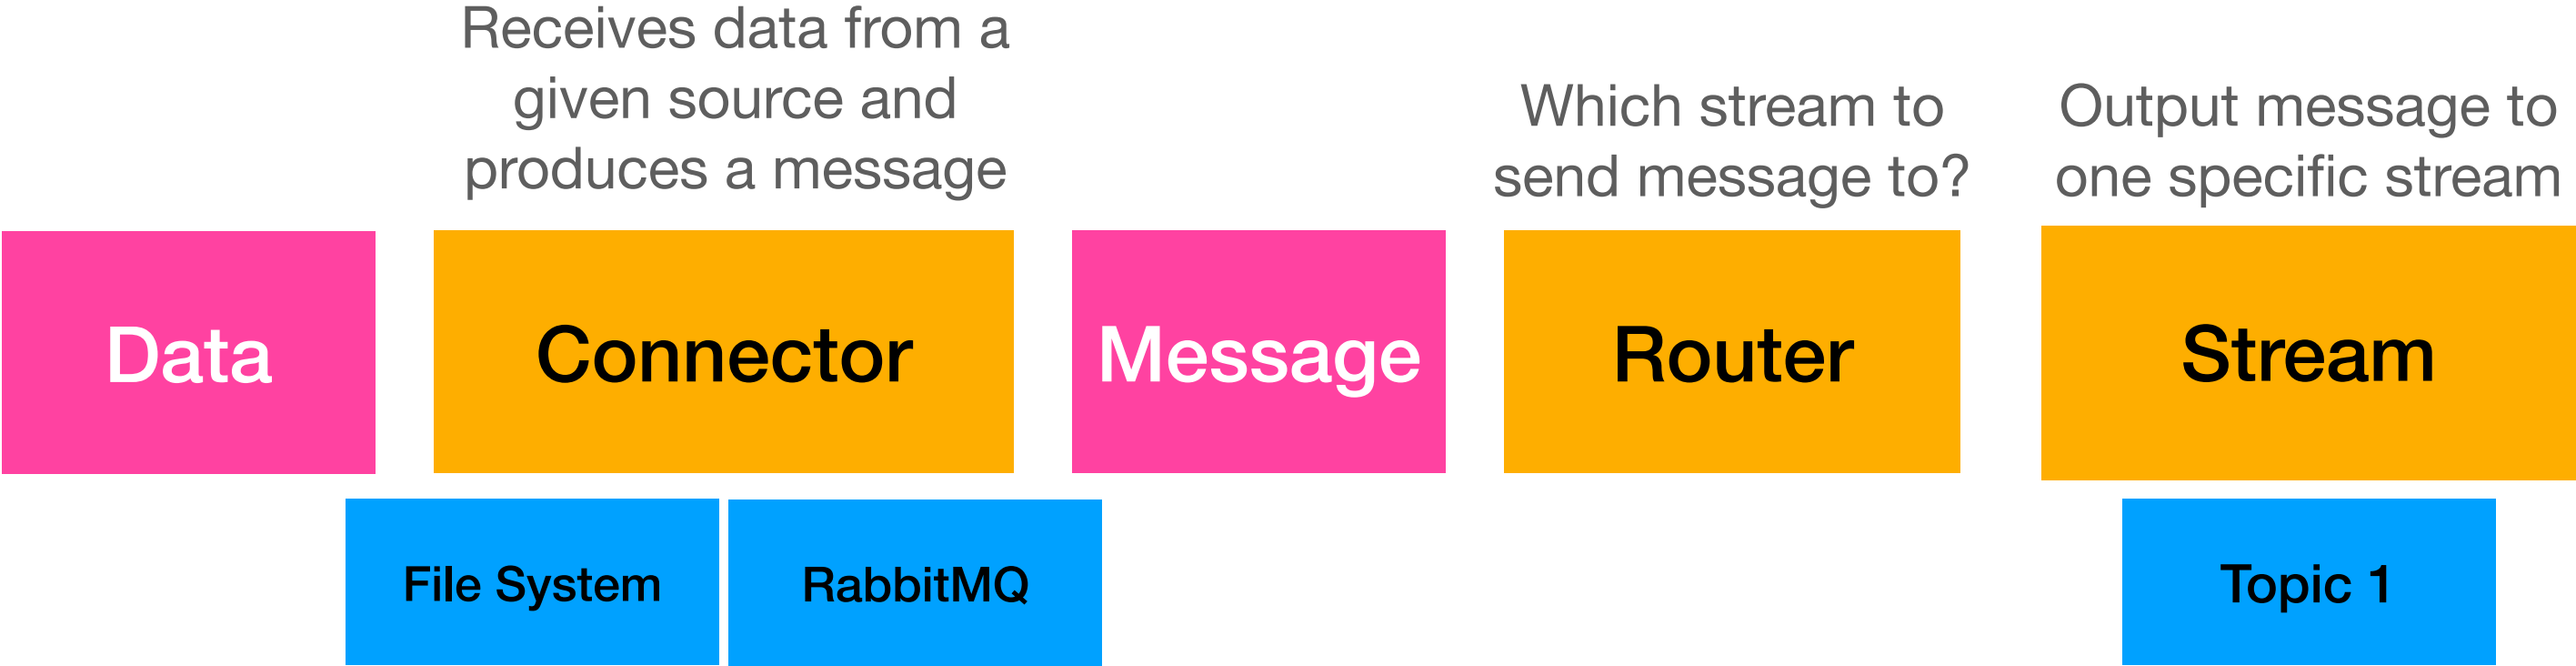 Receives data from a
given source and
produces a message
Which stream to
send message to?
Output message to
one specific stream
Data
Connector
Message
Router
Stream
File System
RabbitMQ
Topic 1